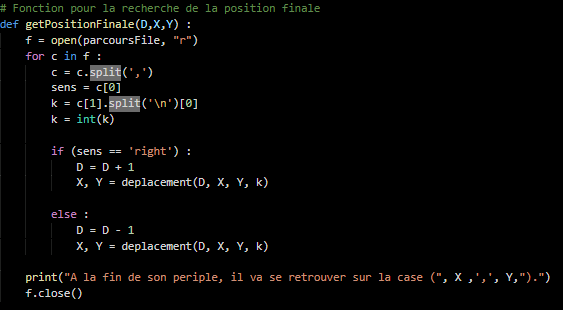 # Fonction pour la recherche de la position finale
def getPositionFinale(D,X,Y) :
    f = open(parcoursFile, "r")
    for c in f :
        c = c.split(',')
        sens = c[0]
        k = c[1].split('\n')[0]
        k = int(k)

        if (sens == 'right') :
            D = D + 1
            X, Y = deplacement(D, X, Y, k)

        else :
            D = D - 1
            X, Y = deplacement(D, X, Y, k)

    print("A la fin de son periple, il va se retrouver sur la case (", X ,',', Y,").")
    f.close()